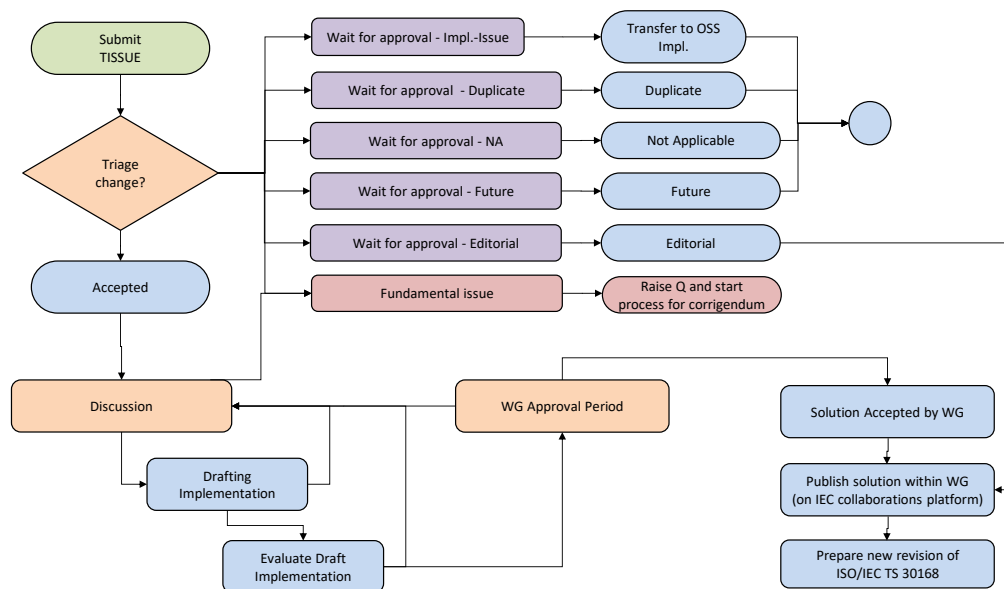 Submit
TISSUE
Triage
change?
Accepted
Wait for approval - Impl.-Issue
Transfer to OSS
Impl.
Wait for approval - Duplicate
Duplicate
Wait for approval - NA
Not Applicable
Wait for approval - Future
Future
Wait for approval - Editorial
Editorial
Fundamental issue
Raise Q and start
process for corrigendum
Discussion
WG Approval Period
Solution Accepted by WG
Drafting
Implementation
Publish solution within WG
(on IEC collaborations platform)
Evaluate Draft
Implementation
Prepare new revision of
ISO/IEC TS 30168